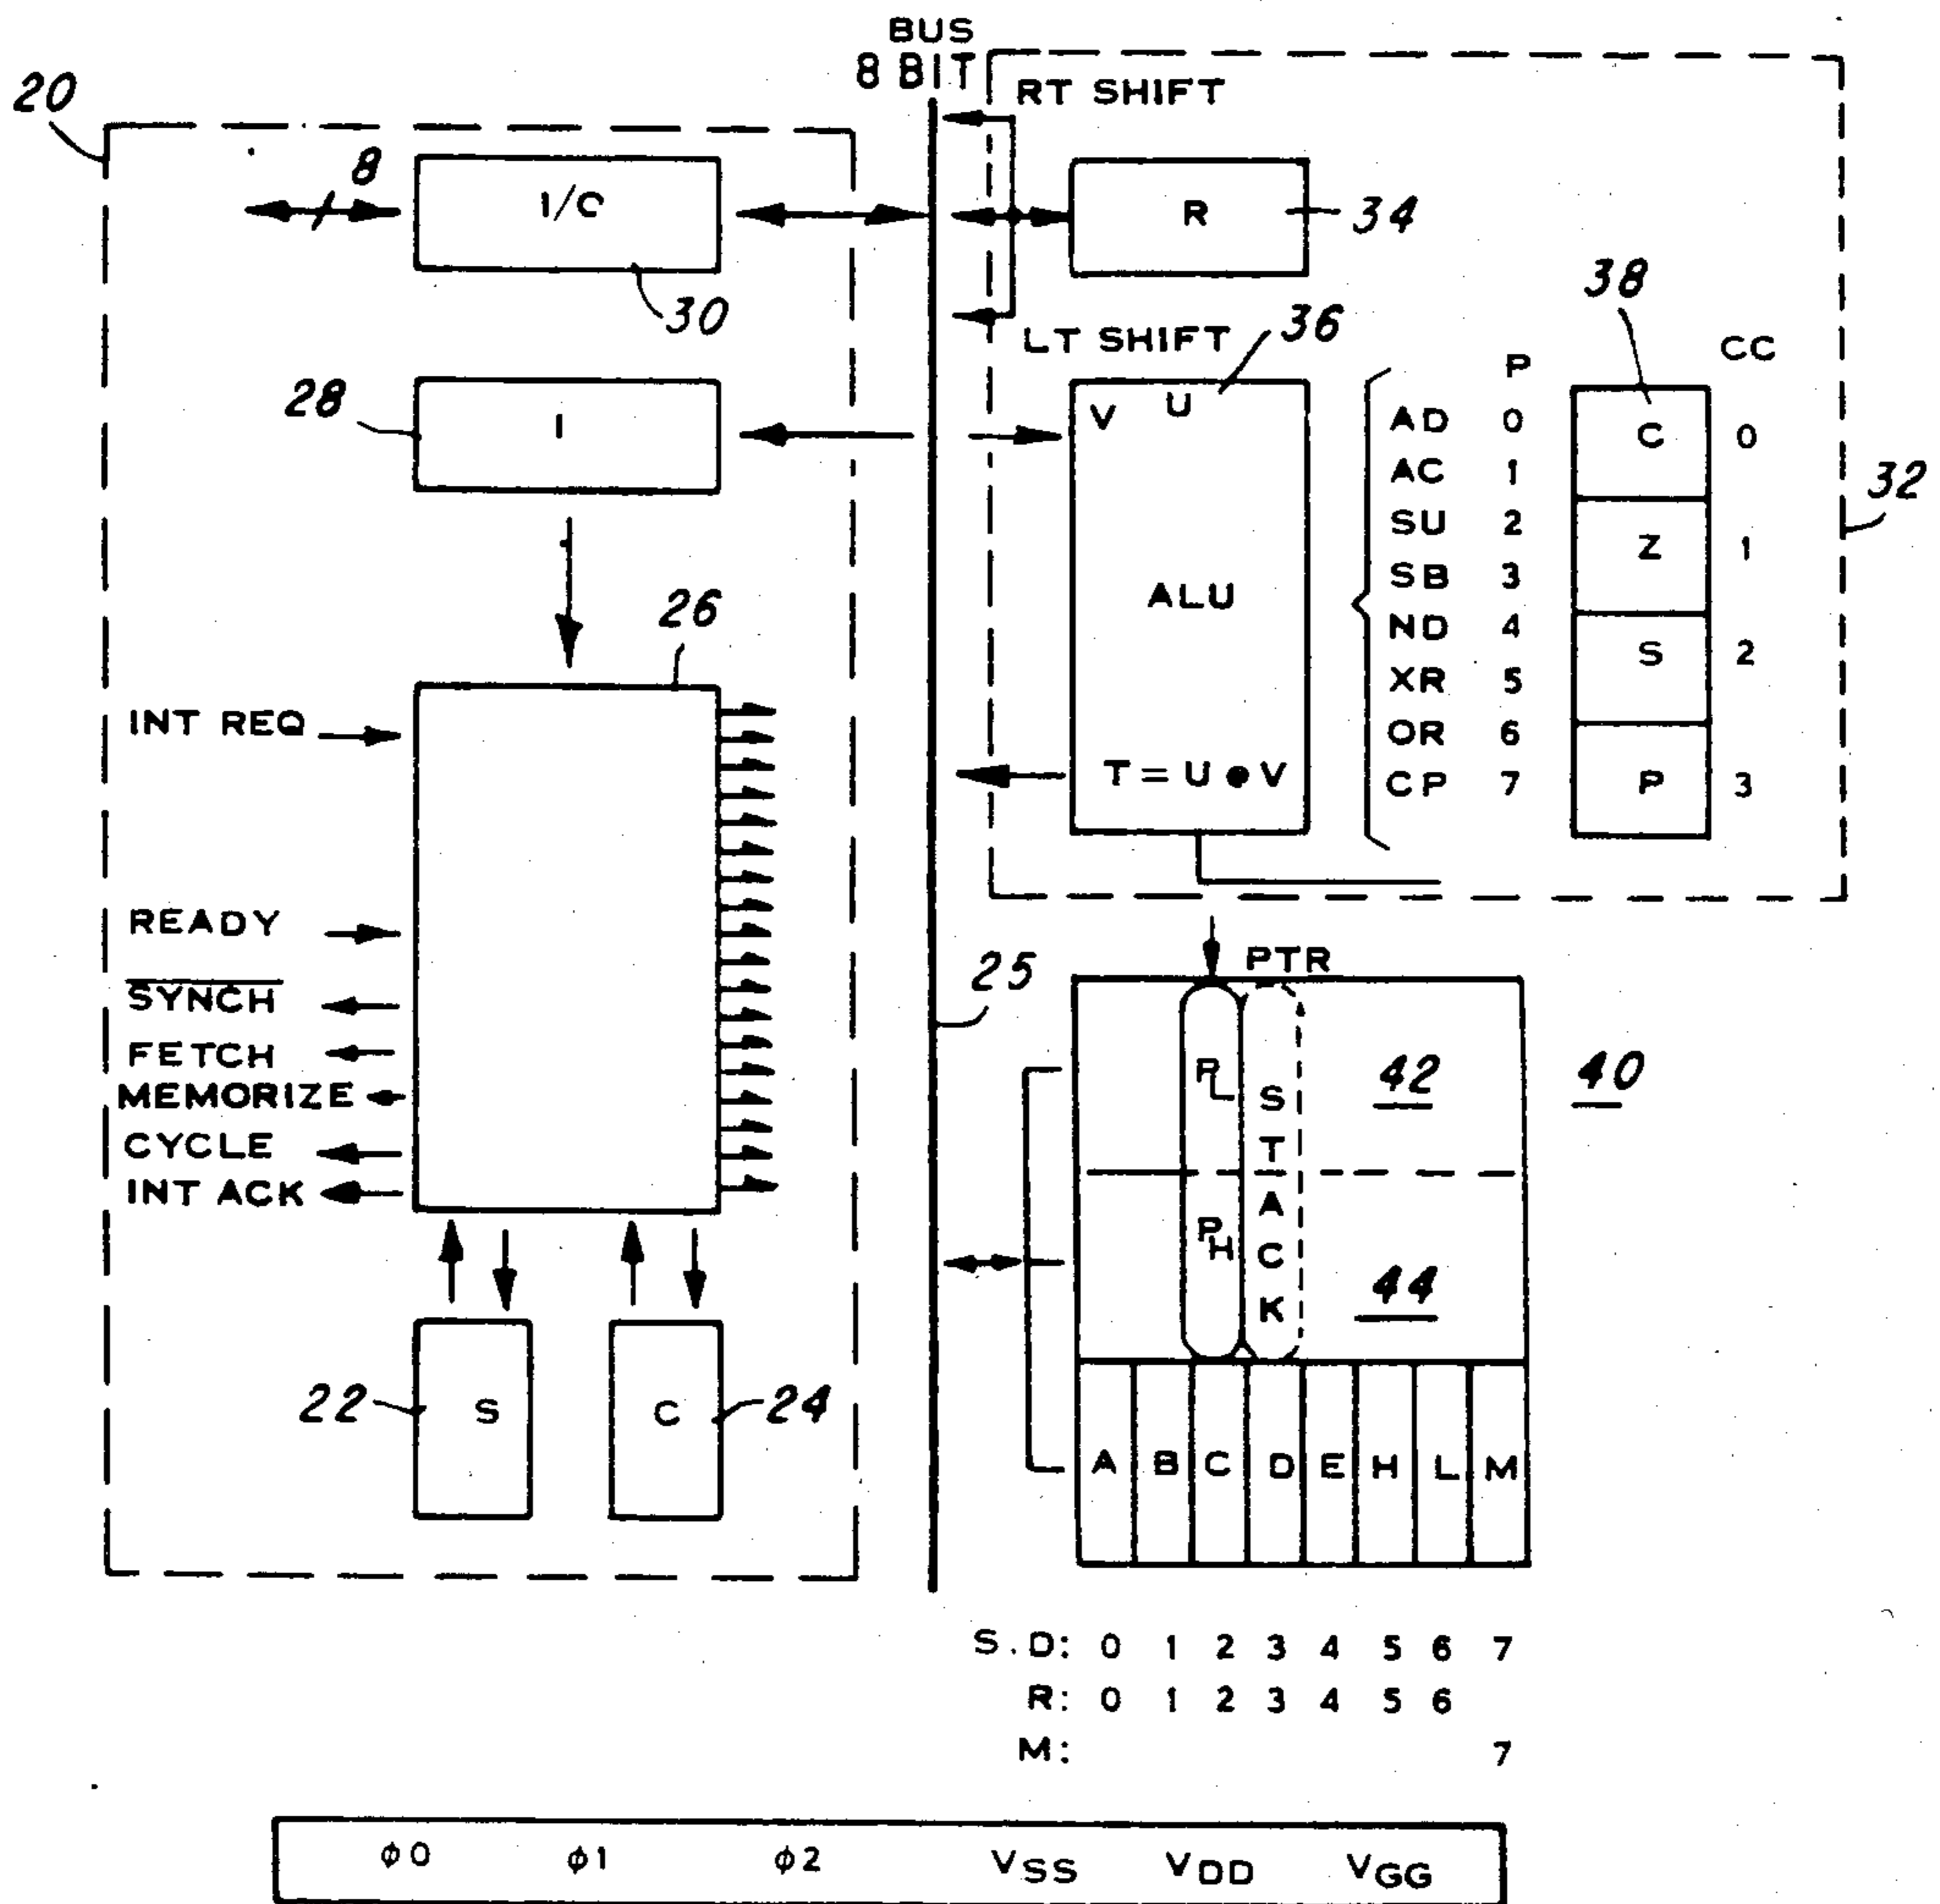 BUS
8 BIT
20
8
I/O
30
28
I
26
INT REQ
READY
SYNCH
FETCH
MEMORIZE
CYCLE
INT ACK
22
S
C
24
25
RT SHIFT
R
34
LT SHIFT
36
V U
ALU
T = U ● V
P
AD 0
AC 1
SU 2
SB 3
ND 4
XR 5
OR 6
CP 7
38
CC
C 0
Z 1
S 2
P 3
32
PTR
PL
PH
STACK
42
40
44
A B C D E H L M
S.D: 0 1 2 3 4 5 6 7
R: 0 1 2 3 4 5 6
M: 7
φ0 φ1 φ2 VSS VDD VGG